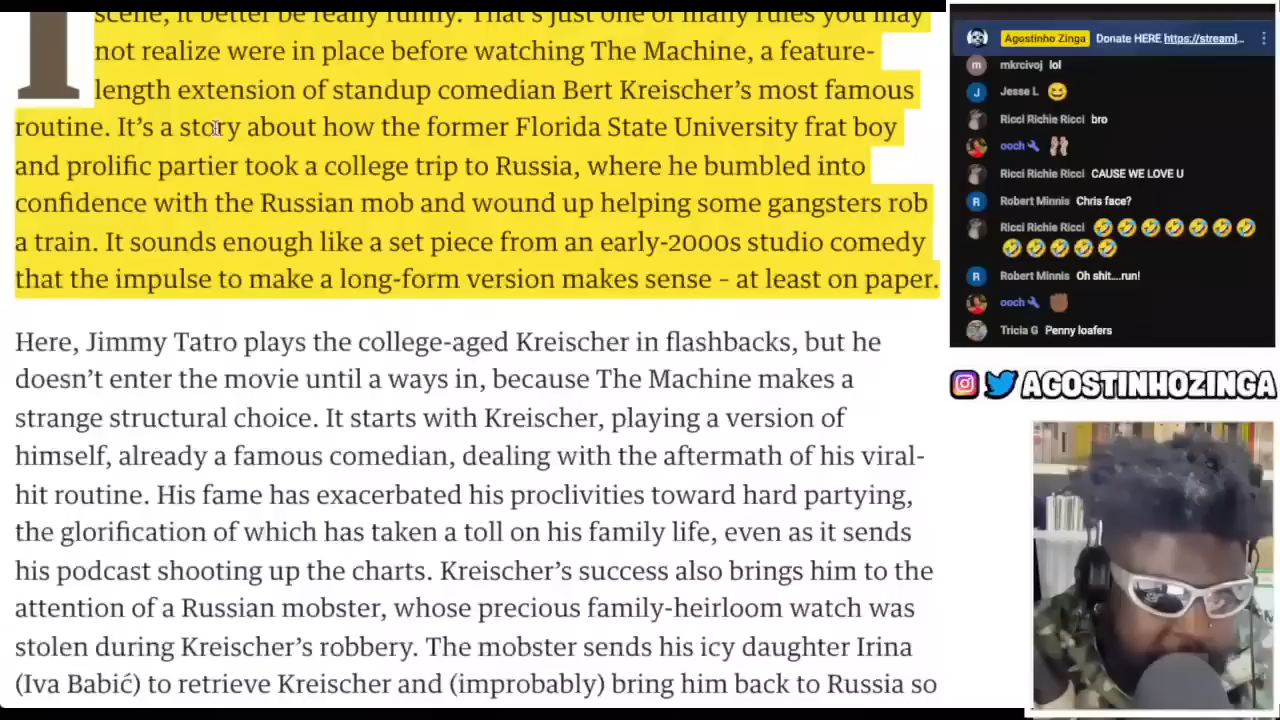 scene, it better be really funny. That's just one of many rules you may
not realize were in place before watching The Machine, a feature-
length extension of standup comedian Bert Kreischer's most famous
routine. It's a story about how the former Florida State University frat boy
and prolific partier took a college trip to Russia, where he bumbled into
confidence with the Russian mob and wound up helping some gangsters rob
a train. It sounds enough like a set piece from an early-2000s studio comedy
that the impulse to make a long-form version makes sense – at least on paper.
Here, Jimmy Tatro plays the college-aged Kreischer in flashbacks, but he
doesn't enter the movie until a ways in, because The Machine makes a
strange structural choice. It starts with Kreischer, playing a version of
himself, already a famous comedian, dealing with the aftermath of his viral-
hit routine. His fame has exacerbated his proclivities toward hard partying,
the glorification of which has taken a toll on his family life, even as it sends
his podcast shooting up the charts. Kreischer's success also brings him to the
attention of a Russian mobster, whose precious family-heirloom watch was
stolen during Kreischer's robbery. The mobster sends his icy daughter Irina
(Iva Babić) to retrieve Kreischer and (improbably) bring him back to Russia so
Agostinho Zinga Donate HERE https://streaml...
m mkrcivoj lol
J Jesse L 😆
Ricci Richie Ricci bro
ooch 🙌🏼
Ricci Richie Ricci CAUSE WE LOVE U
R Robert Minnis Chris face?
Ricci Richie Ricci 🤣🤣🤣🤣🤣🤣🤣
🤣🤣🤣🤣🤣
R Robert Minnis Oh shit....run!
ooch ✊🏾
Tricia G Penny loafers
AGOSTINHOZINGA